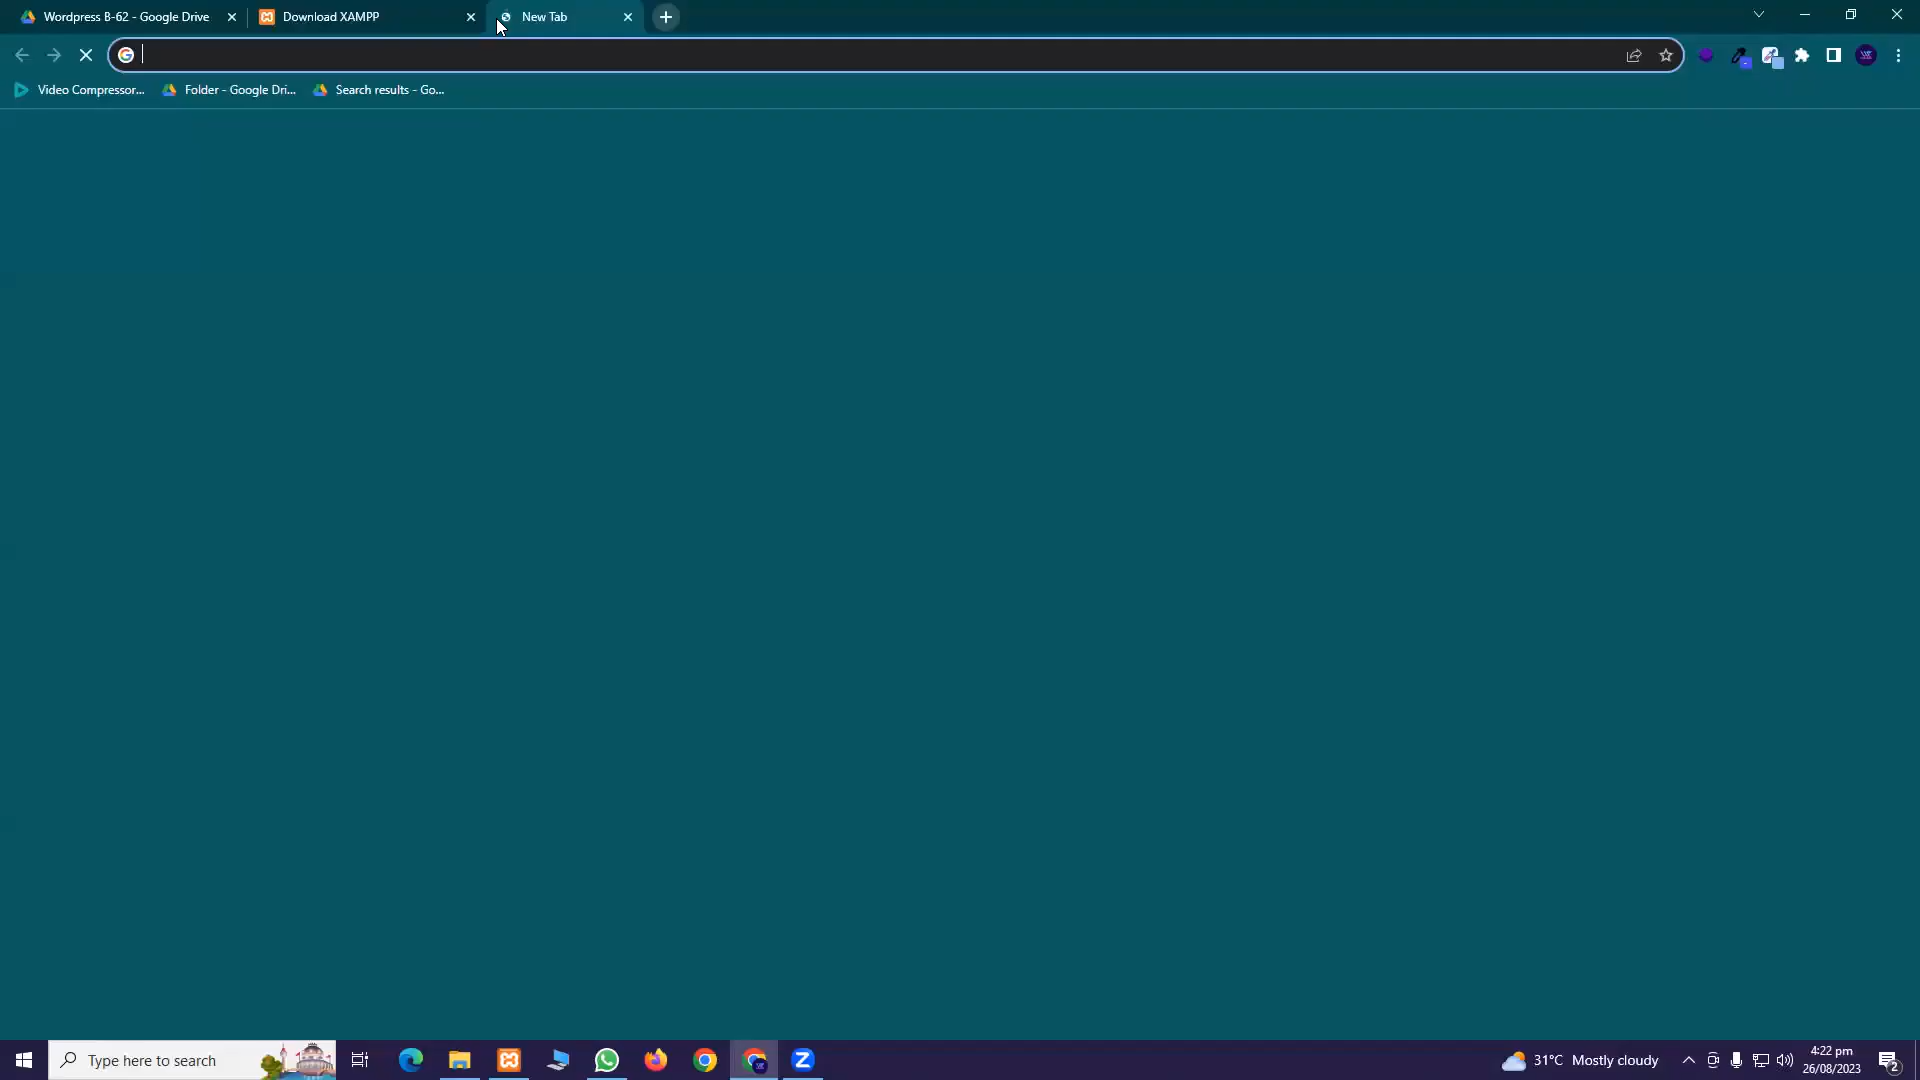 Wordpress B-62 - Google Drive
Download XAMPP
New Tab
Video Compressor...
Folder - Google Dri...
Search results - Go...
Type here to search
31°C Mostly cloudy
4:22 pm
26/08/2023
2